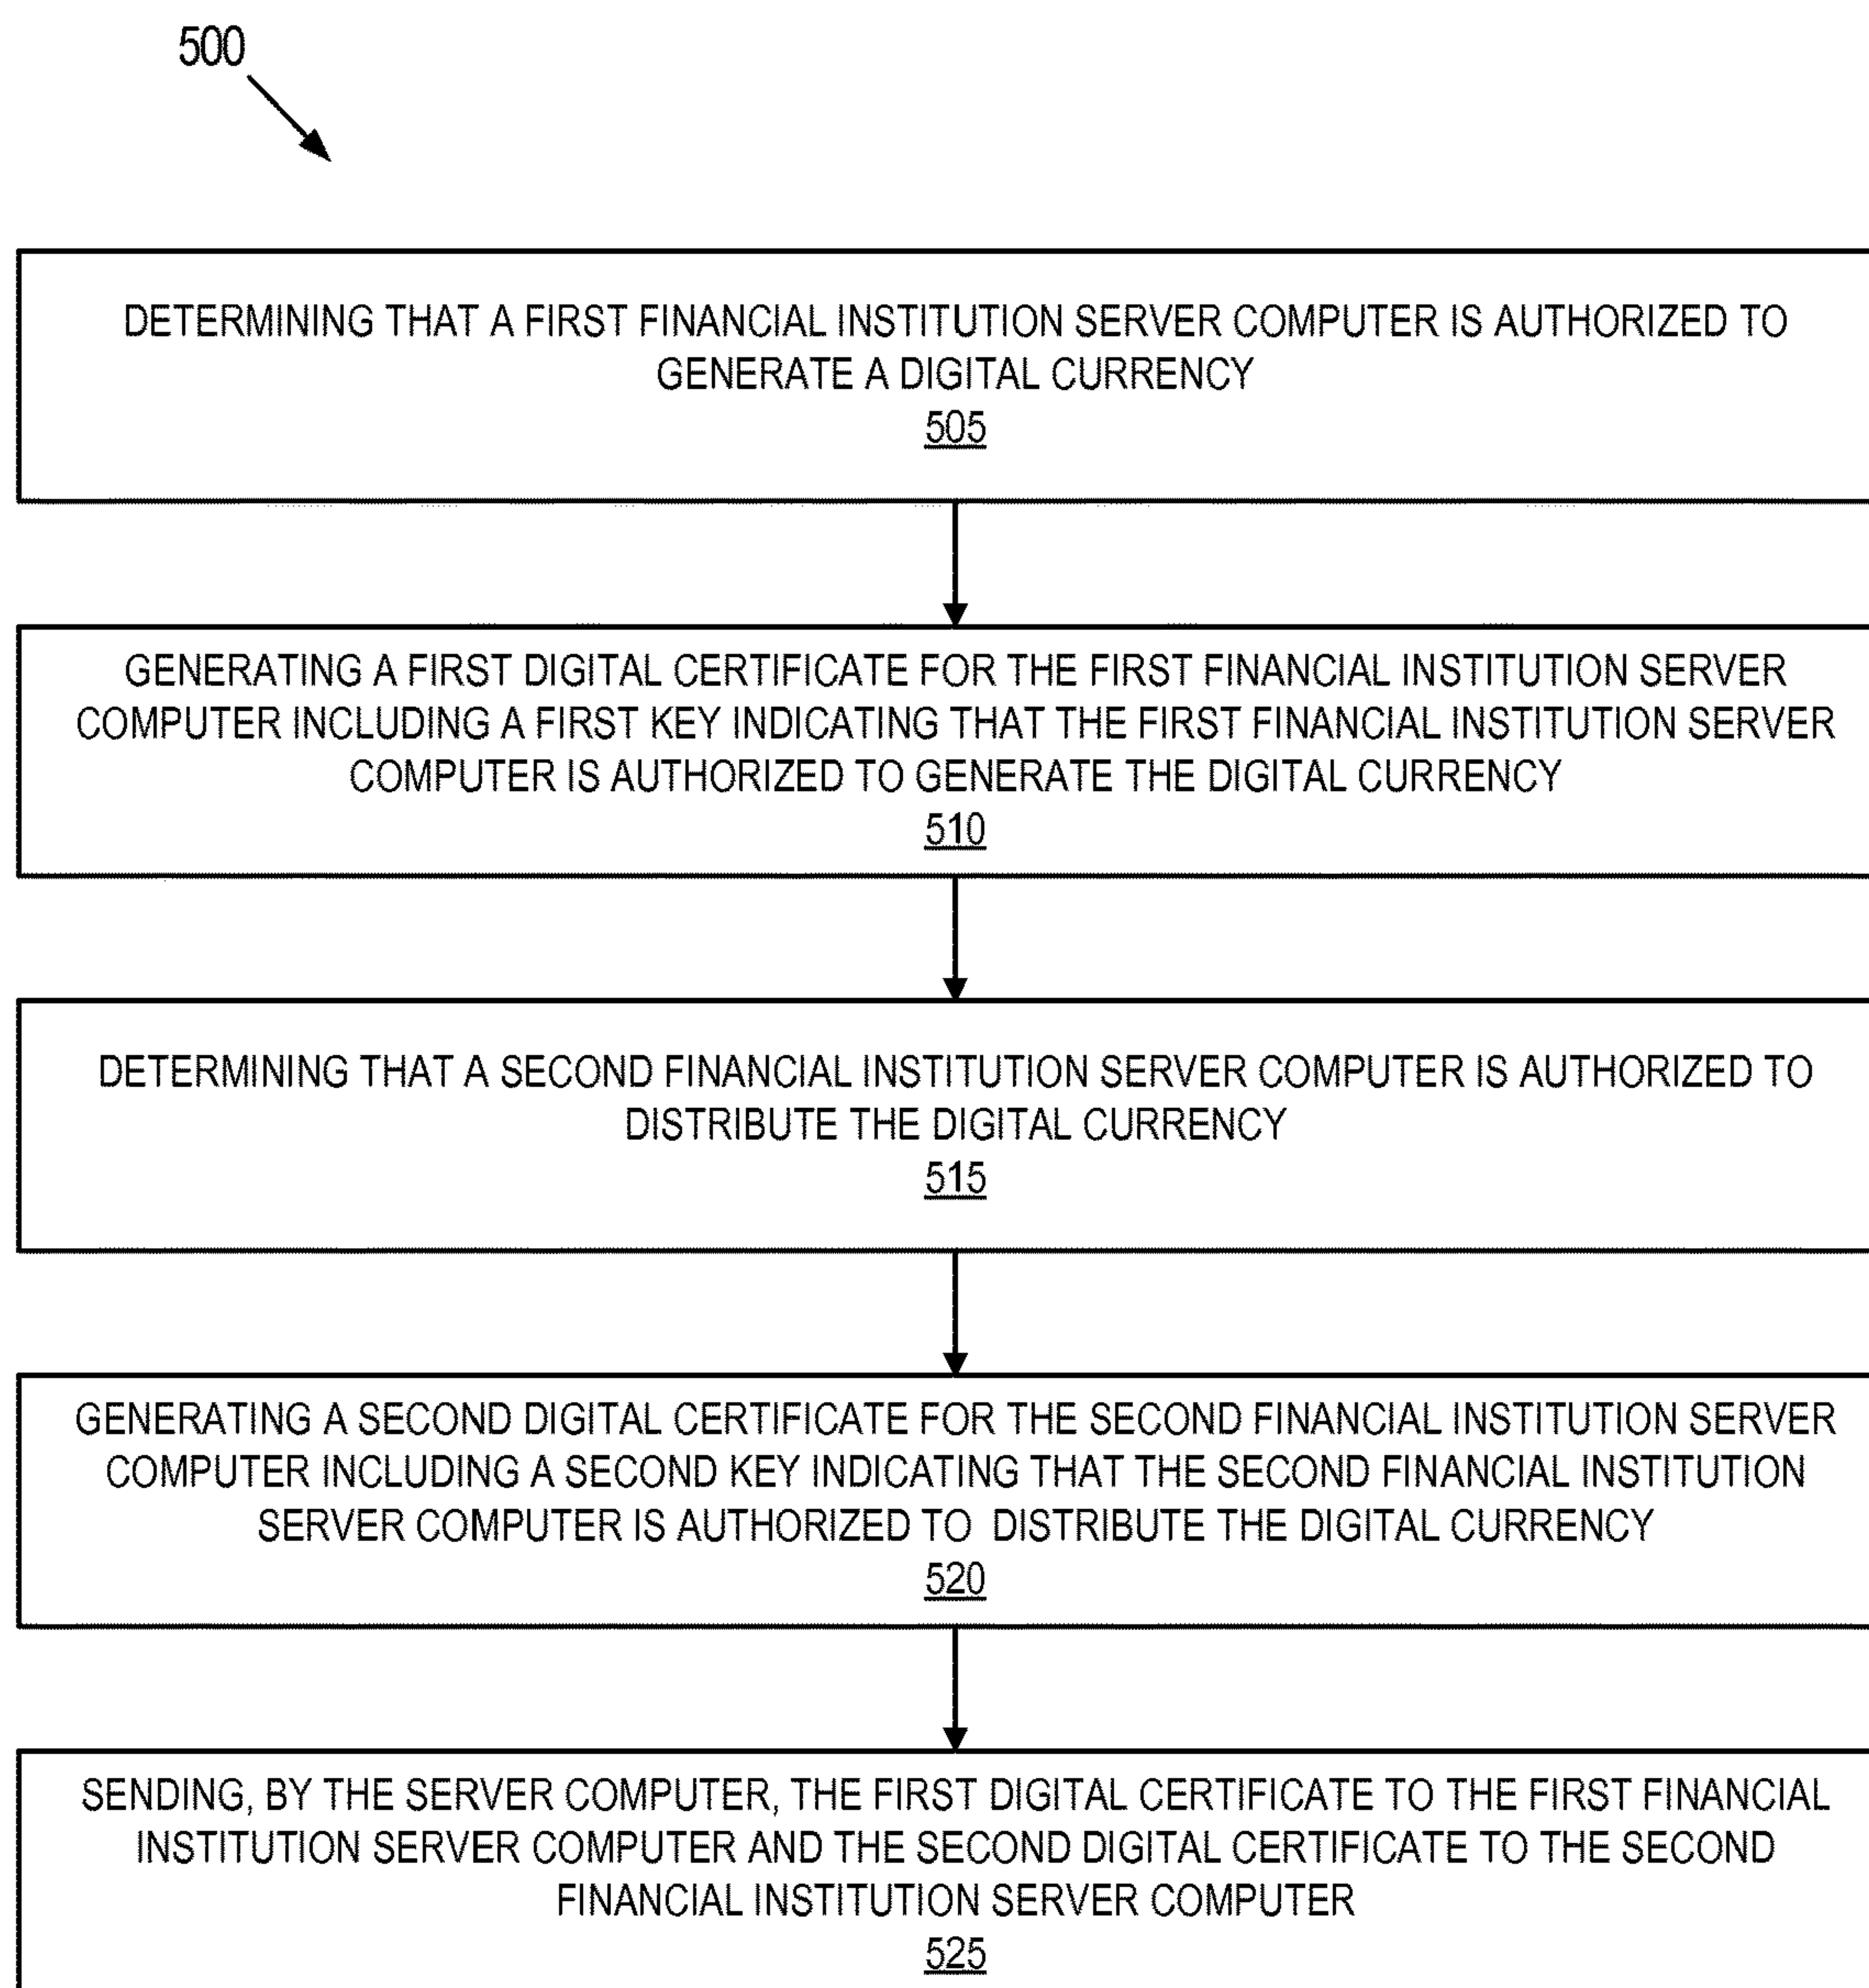 500
DETERMINING THAT A FIRST FINANCIAL INSTITUTION SERVER COMPUTER IS AUTHORIZED TO
GENERATE A DIGITAL CURRENCY
505
GENERATING A FIRST DIGITAL CERTIFICATE FOR THE FIRST FINANCIAL INSTITUTION SERVER
COMPUTER INCLUDING A FIRST KEY INDICATING THAT THE FIRST FINANCIAL INSTITUTION SERVER
COMPUTER IS AUTHORIZED TO GENERATE THE DIGITAL CURRENCY
510
DETERMINING THAT A SECOND FINANCIAL INSTITUTION SERVER COMPUTER IS AUTHORIZED TO
DISTRIBUTE THE DIGITAL CURRENCY
515
GENERATING A SECOND DIGITAL CERTIFICATE FOR THE SECOND FINANCIAL INSTITUTION SERVER
COMPUTER INCLUDING A SECOND KEY INDICATING THAT THE SECOND FINANCIAL INSTITUTION
SERVER COMPUTER IS AUTHORIZED TO DISTRIBUTE THE DIGITAL CURRENCY
520
SENDING, BY THE SERVER COMPUTER, THE FIRST DIGITAL CERTIFICATE TO THE FIRST FINANCIAL
INSTITUTION SERVER COMPUTER AND THE SECOND DIGITAL CERTIFICATE TO THE SECOND
FINANCIAL INSTITUTION SERVER COMPUTER
525